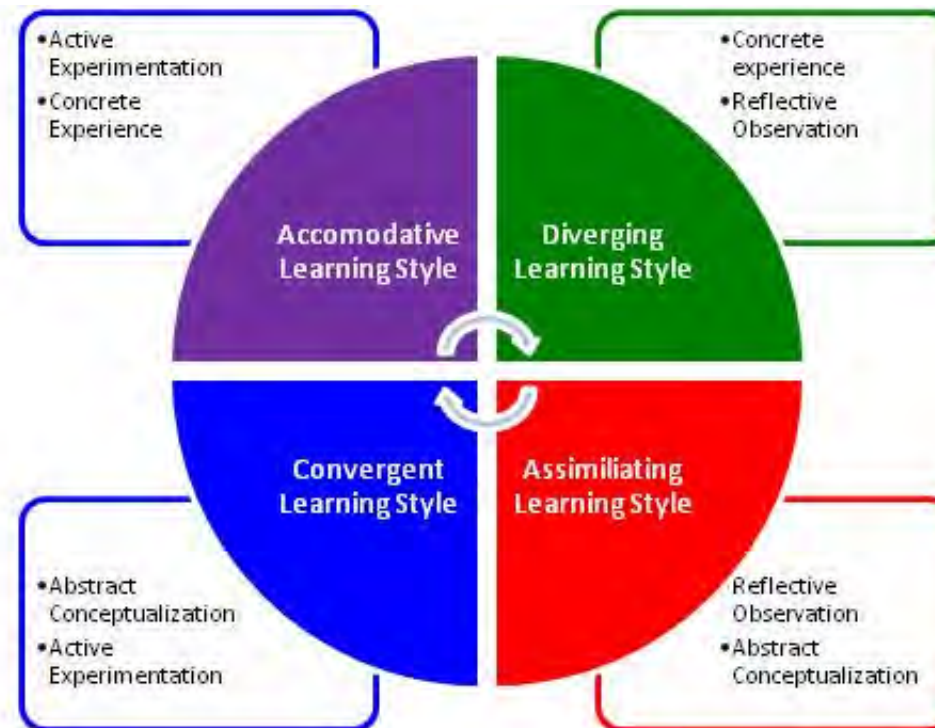 •Active
Experimentation
•Concrete
Experience
•Concrete
experience
•Reflective
Observation
Accomodative
Learning Style
Diverging
Learning Style
Convergent
Learning Style
Assimiliating
Learning Style
•Abstract
Conceptualization
•Active
Experimentation
Reflective
Observation
•Abstract
Conceptualization